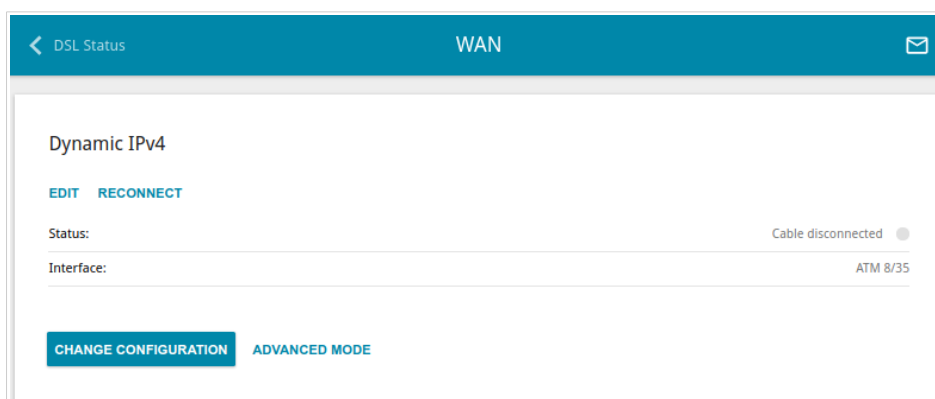 DSL Status WAN
Dynamic IPv4
EDIT RECONNECT
Status: Cable disconnected
Interface: ATM 8/35
CHANGE CONFIGURATION ADVANCED MODE